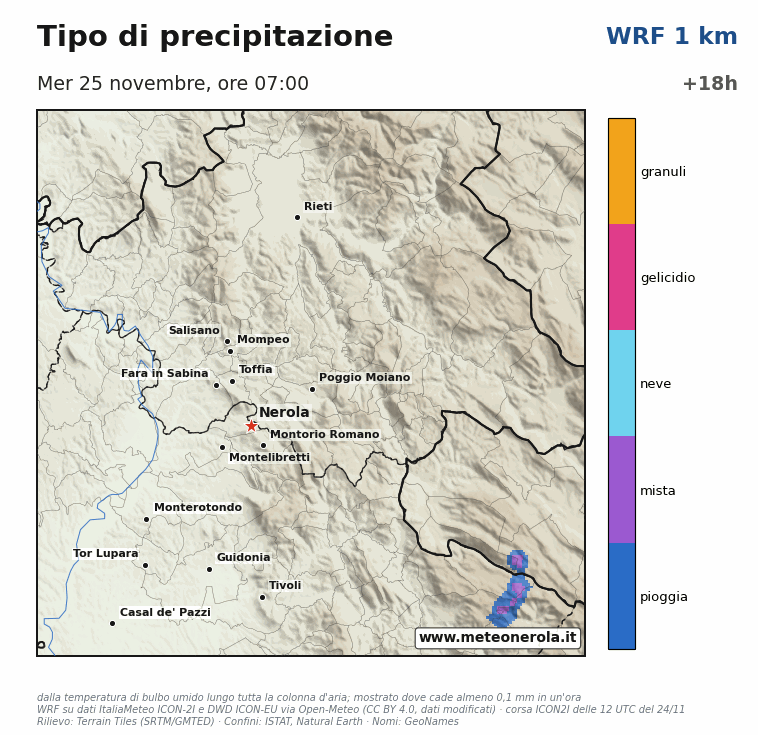 Tipo di precipitazione
WRF 1 km
Mer 25 novembre, ore 07:00
+18h
granuli
gelicidio
neve
mista
pioggia
Rieti
Salisano
Mompeo
Toffia
Fara in Sabina
Poggio Moiano
Nerola
Montorio Romano
Montelibretti
Monterotondo
Tor Lupara
Guidonia
Tivoli
Casal de' Pazzi
www.meteonerola.it
dalla temperatura di bulbo umido lungo tutta la colonna d'aria; mostrato dove cade almeno 0,1 mm in un'ora
WRF su dati ItaliaMeteo ICON-2I e DWD ICON-EU via Open-Meteo (CC BY 4.0, dati modificati) · corsa ICON2I delle 12 UTC del 24/11
Rilievo: Terrain Tiles (SRTM/GMTED) · Confini: ISTAT, Natural Earth · Nomi: GeoNames